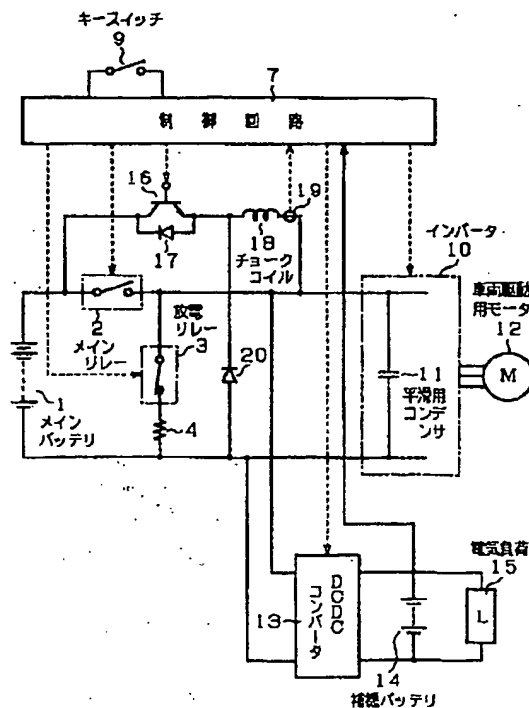 キースイッチ
9
7
制御回路
16
17
18
チョーク
コイル
19
インバータ
10
車両駆動
用モータ
12
M
2
メイン
リレー
放電
リレー
3
4
20
11
平滑用
コンデ
ンサ
1
メイン
バッテリ
13
DCDC
コンバータ
14
補機バッテリ
電気負荷
15
L